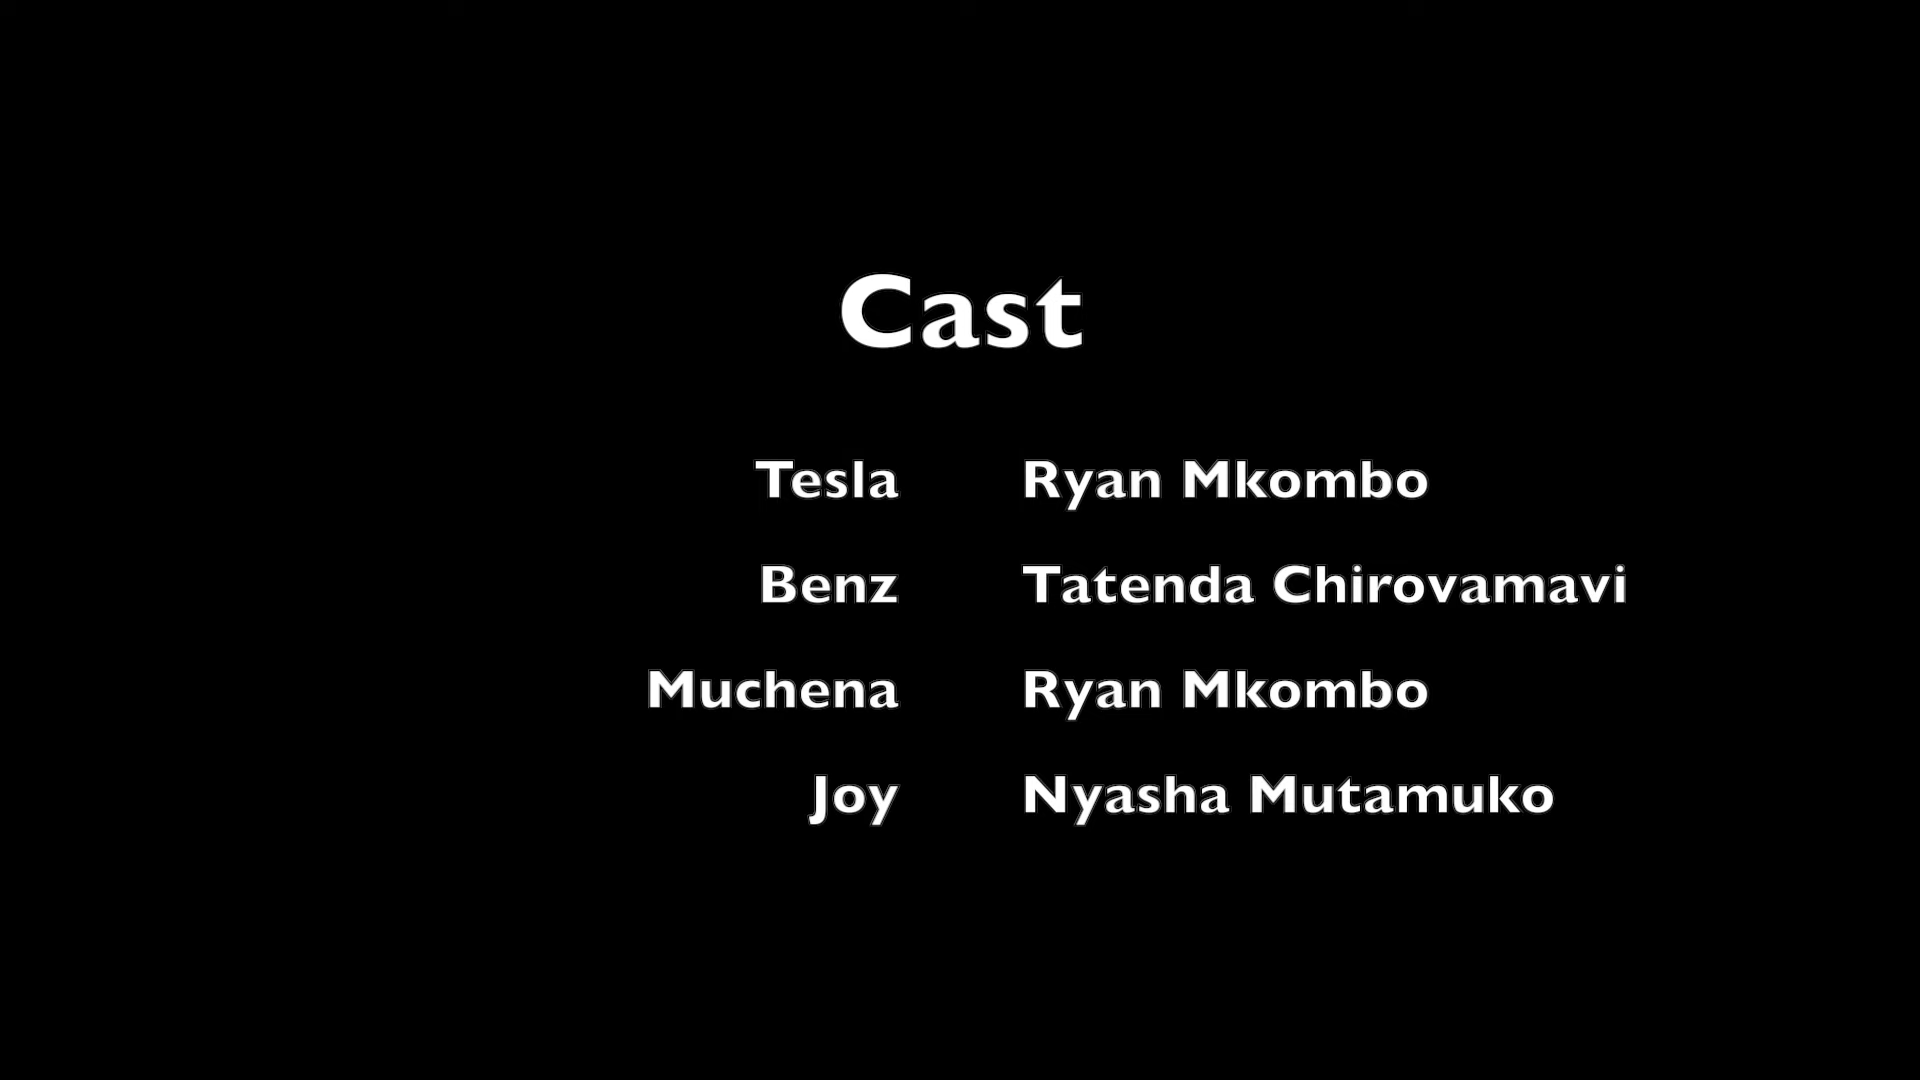 Cast
Tesla Ryan Mkombo
Benz Tatenda Chirovamavi
Muchena Ryan Mkombo
Joy Nyasha Mutamuko